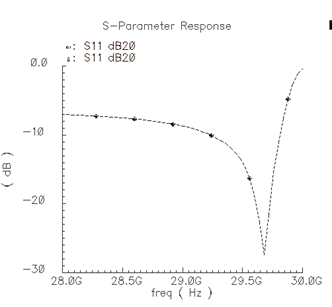 S-Parameter Response
: S11 dB20
: S11 dB20
0.0
-10
-20
-30
( dB )
28.0G 28.5G 29.0G 29.5G 30.0G
freq ( Hz )